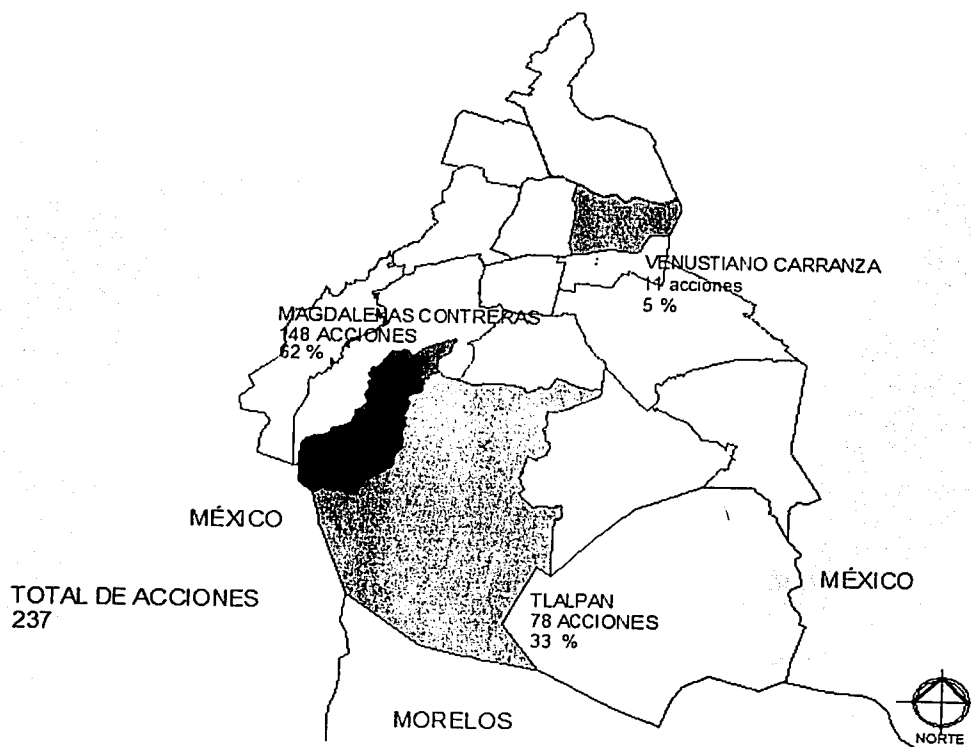 VENUSTIANO CARRANZA
11 acciones
5 %
MAGDALENAS CONTRERAS
148 ACCIONES
62 %
MÉXICO
TOTAL DE ACCIONES
237
TLALPAN
78 ACCIONES
33 %
MÉXICO
MORELOS
NORTE